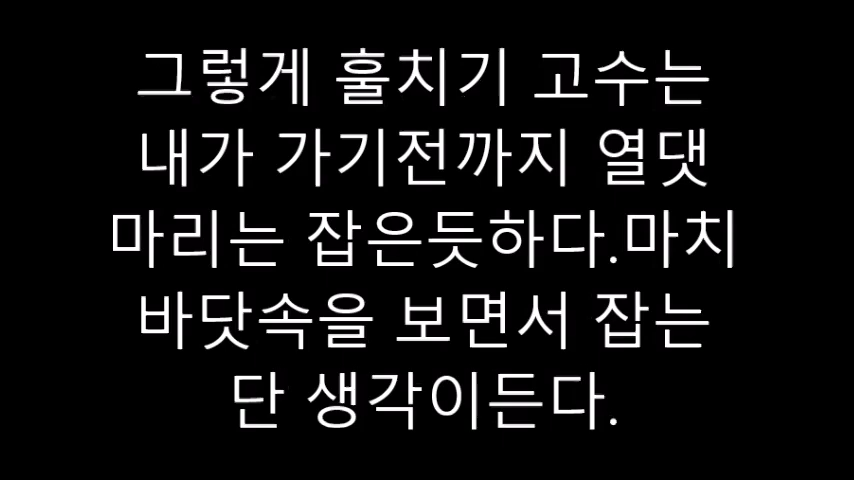 그렇게 훌치기 고수는
내가 가기전까지 열댓
마리는 잡은듯하다.마치
바닷속을 보면서 잡는
단 생각이든다.